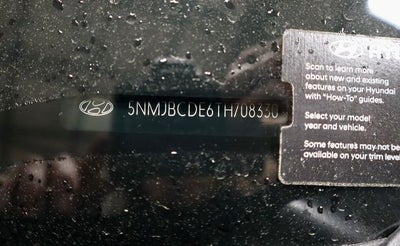 5NMJBCDE6TH708330
Scan to learn more
about new and existing
features on your Hyundai
with "How-To" guides.
Select your model
year and vehicle.
Some features may not be
available on your trim level